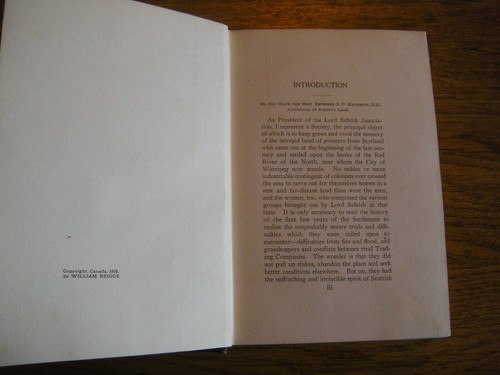 Copyright, Canada, 1918,
by WILLIAM BRIGGS
INTRODUCTION
By His Grace the Most Reverend S. P. Matheson, D.D.,
Archbishop of Rupert's Land.
As President of the Lord Selkirk Associa-
tion, I represent a Society, the principal object
of which is to keep green and vivid the memory
of the intrepid band of pioneers from Scotland
who came out at the beginning of the last cen-
tury and settled upon the banks of the Red
River of the North, near where the City of
Winnipeg now stands. No nobler or more
indomitable contingent of colonists ever crossed
the seas to carve out for themselves homes in a
new and far-distant land than were the men,
and the women, too, who comprised the various
groups brought out by Lord Selkirk at that
time. It is only necessary to read the history
of the first few years of the Settlement to
realize the unspeakably severe trials and diffi-
culties which they were called upon to
encounter—difficulties from fire and flood, and
grasshoppers and conflicts between rival Trad-
ing Companies. The wonder is that they did
not pull up stakes, abandon the place and seek
better conditions elsewhere. But no, they had
the unflinching and invincible spirit of Scottish
iii